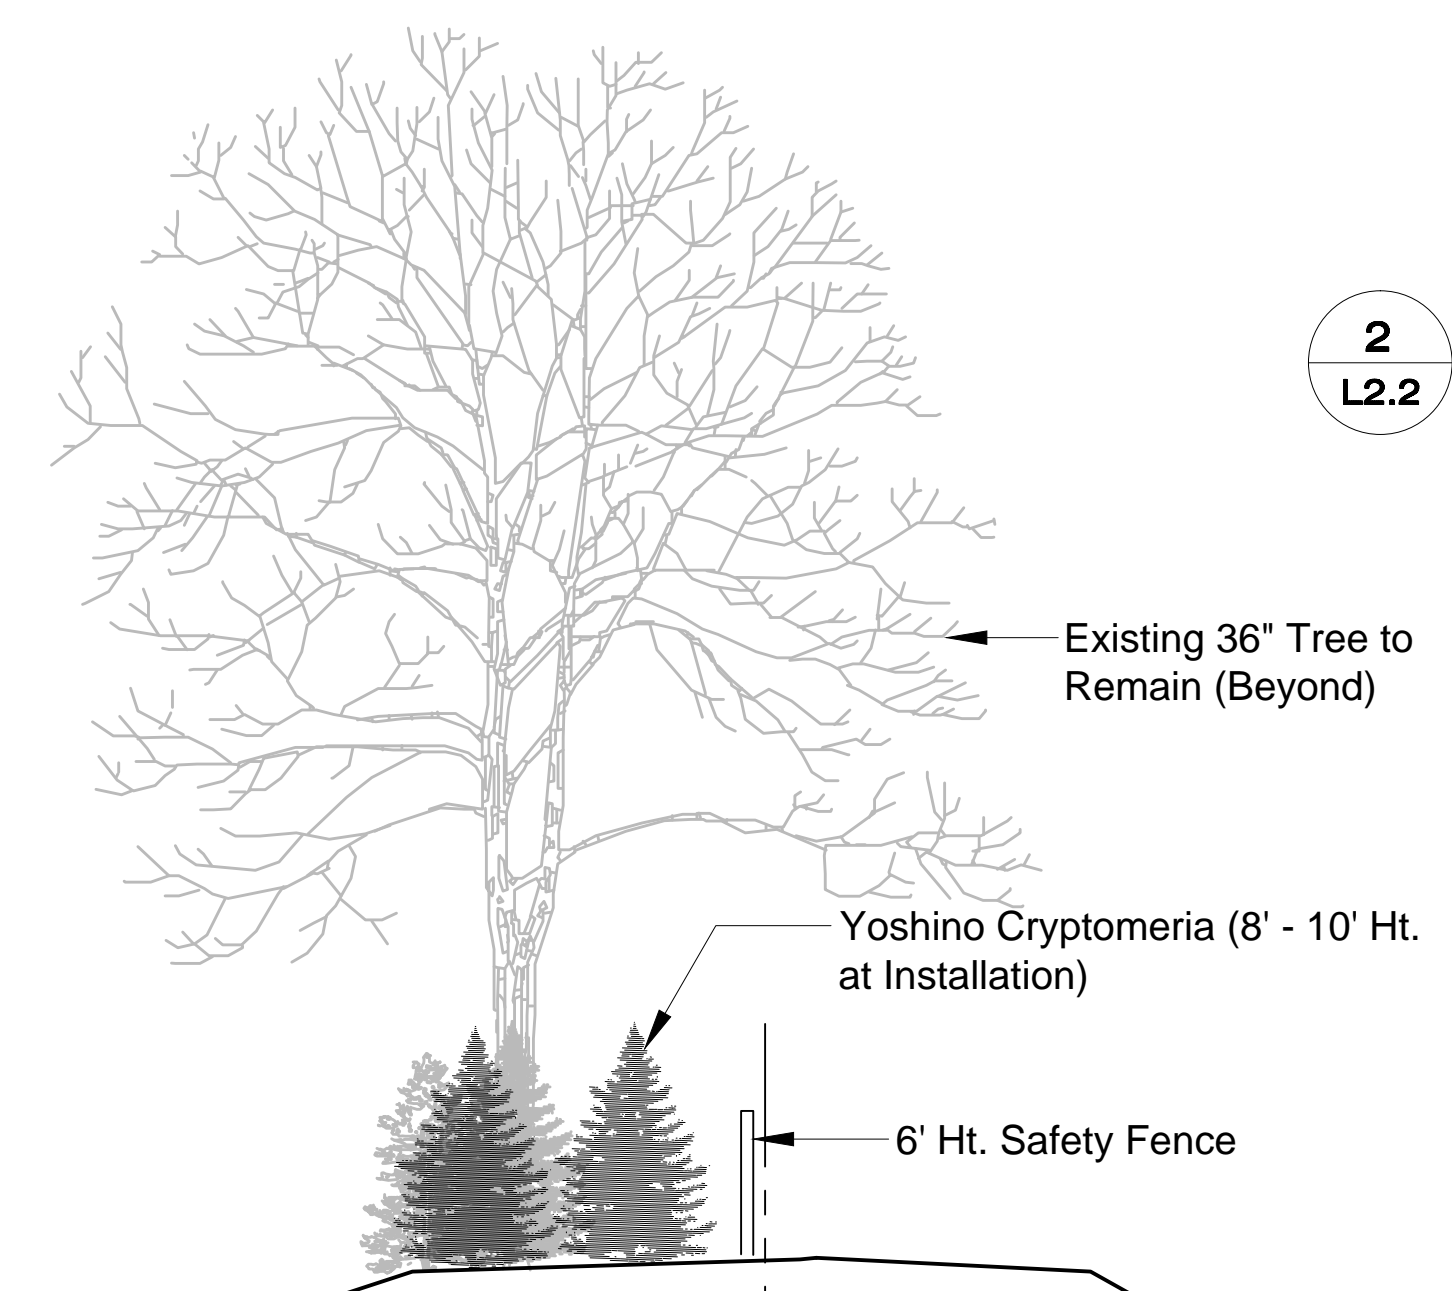 2
L2.2
Existing 36" Tree to
Remain (Beyond)
Yoshino Cryptomeria (8' - 10' Ht.
at Installation)
6' Ht. Safety Fence